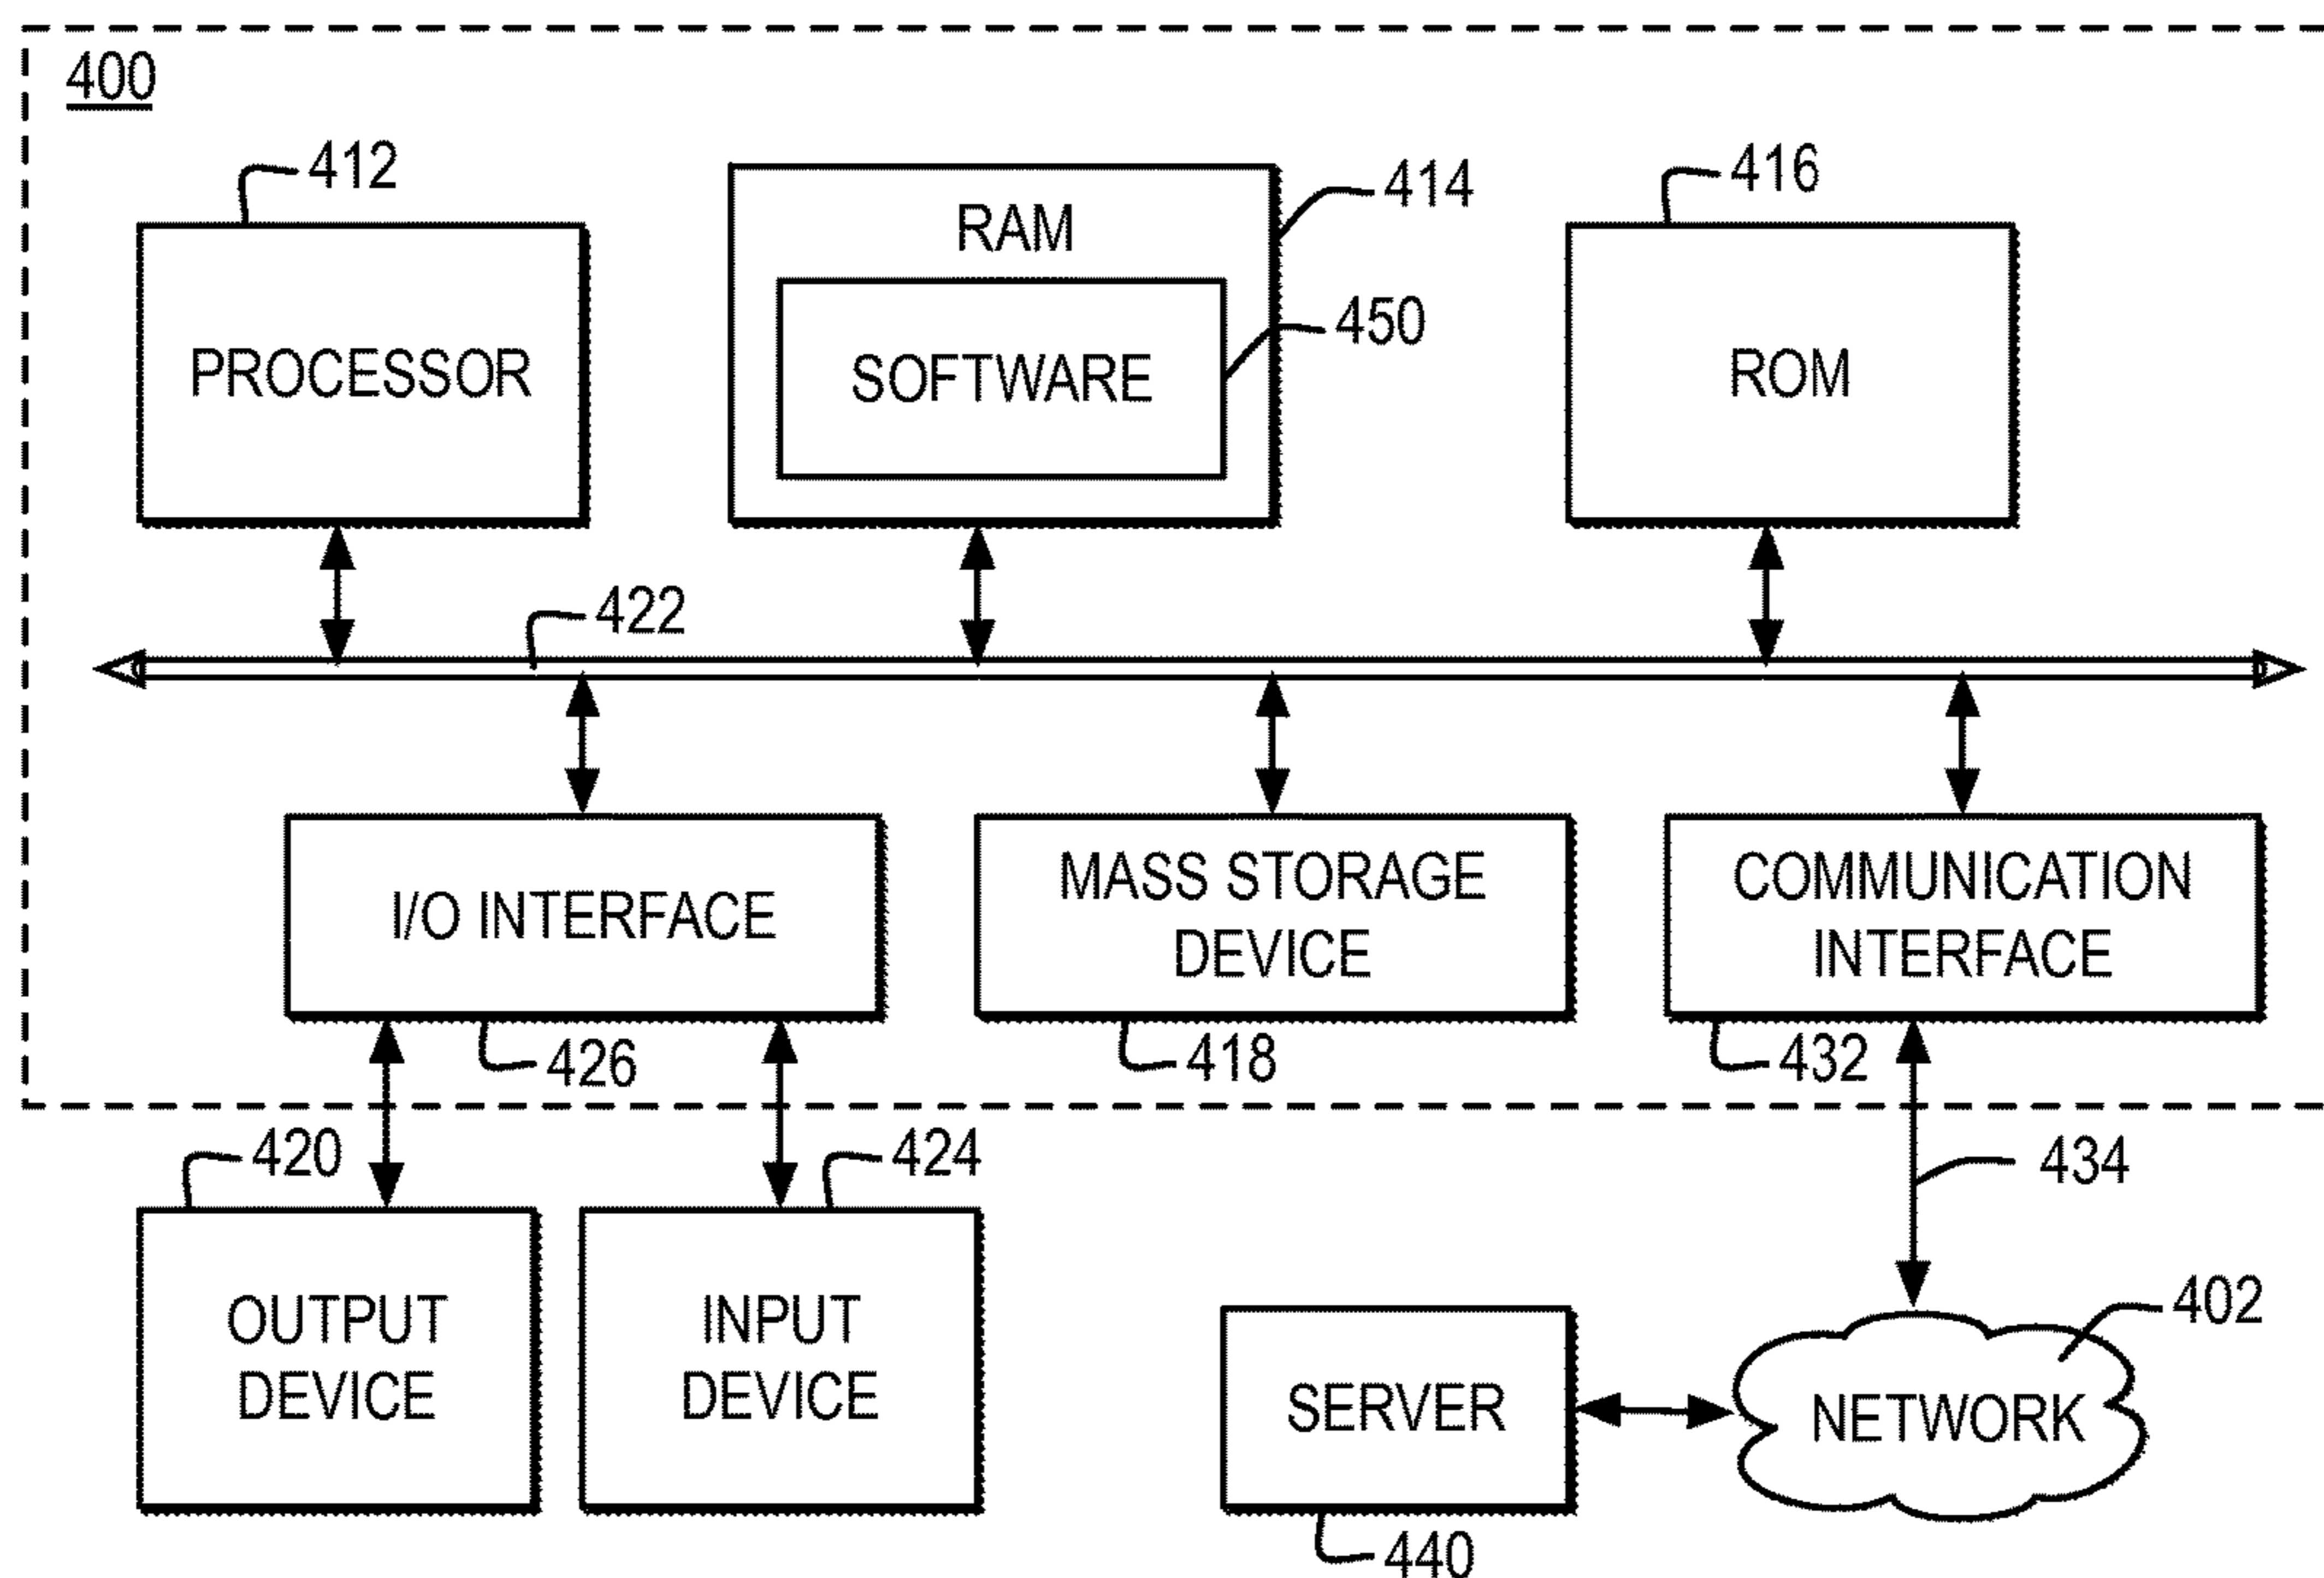 400
412
414
416
RAM
450
PROCESSOR
SOFTWARE
ROM
422
I/O INTERFACE
MASS STORAGE
DEVICE
COMMUNICATION
INTERFACE
426
418
432
420
424
434
OUTPUT
DEVICE
INPUT
DEVICE
402
SERVER
NETWORK
440